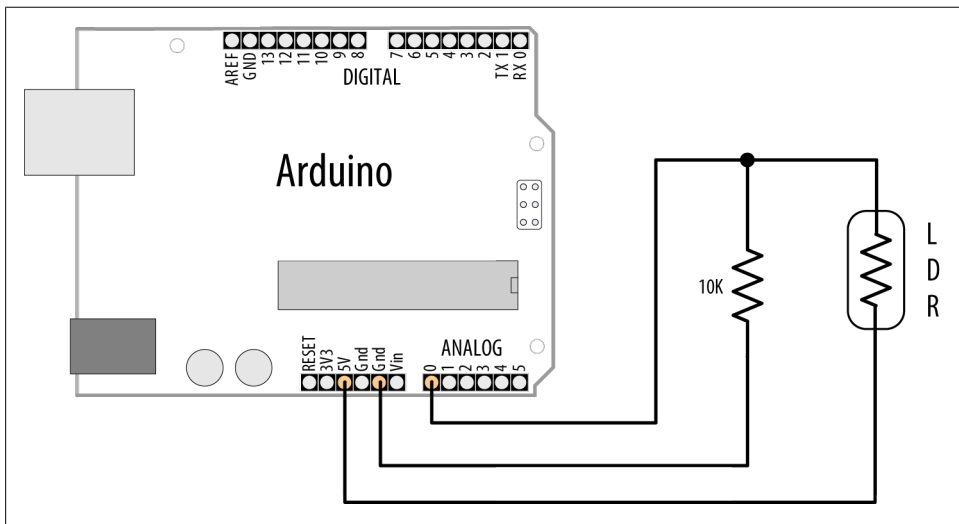 AREF
GND
13
12
11
10
9
8
7
6
5
4
3
2
TX 1
RX 0
DIGITAL
Arduino
10K
L
D
R
RESET
3V3
5V
Gnd
Gnd
Vin
ANALOG
0
1
2
3
4
5